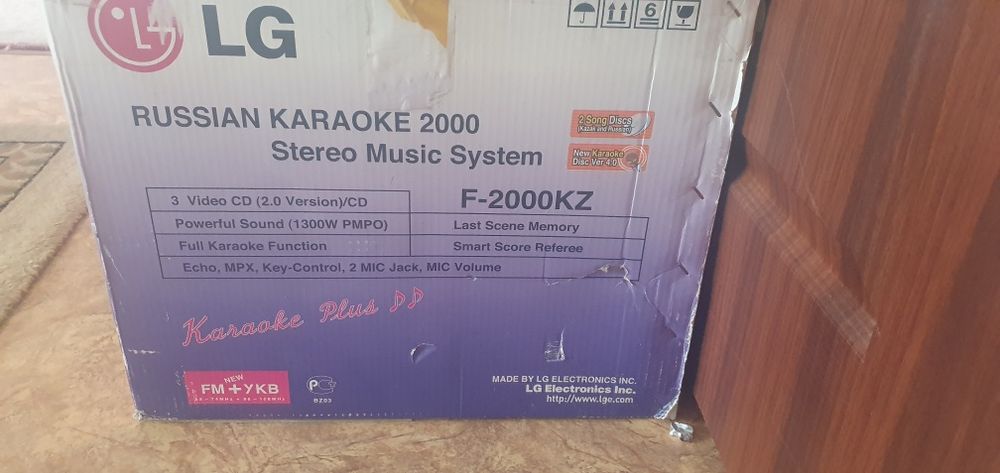 LG
6
RUSSIAN KARAOKE 2000
Stereo Music System
2 Song Discs
(Kazak and Russian)
New Karaoke
Disc Ver 4.0
3 Video CD (2.0 Version)/CD
F-2000KZ
Powerful Sound (1300W PMPO)
Last Scene Memory
Full Karaoke Function
Smart Score Referee
Echo, MPX, Key-Control, 2 MIC Jack, MIC Volume
Karaoke Plus
NEW
FM+УКВ
BZ03
MADE BY LG ELECTRONICS INC.
LG Electronics Inc.
http://www.lge.com